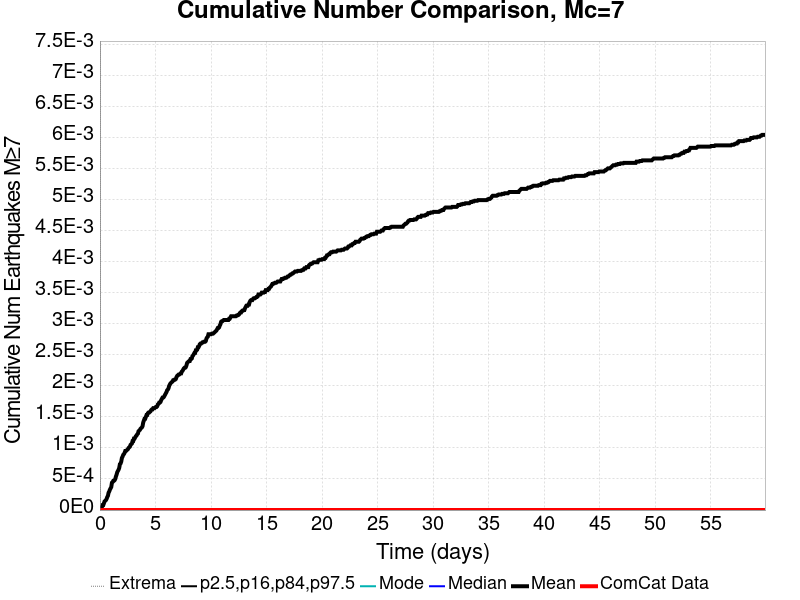 Cumulative Number Comparison, Mc=7
Cumulative Num Earthquakes M≥7
7.5E-3
7E-3
6.5E-3
6E-3
5.5E-3
5E-3
4.5E-3
4E-3
3.5E-3
3E-3
2.5E-3
2E-3
1.5E-3
1E-3
5E-4
0E0
0 5 10 15 20 25 30 35 40 45 50 55
Time (days)
Extrema p2.5,p16,p84,p97.5 Mode Median Mean ComCat Data